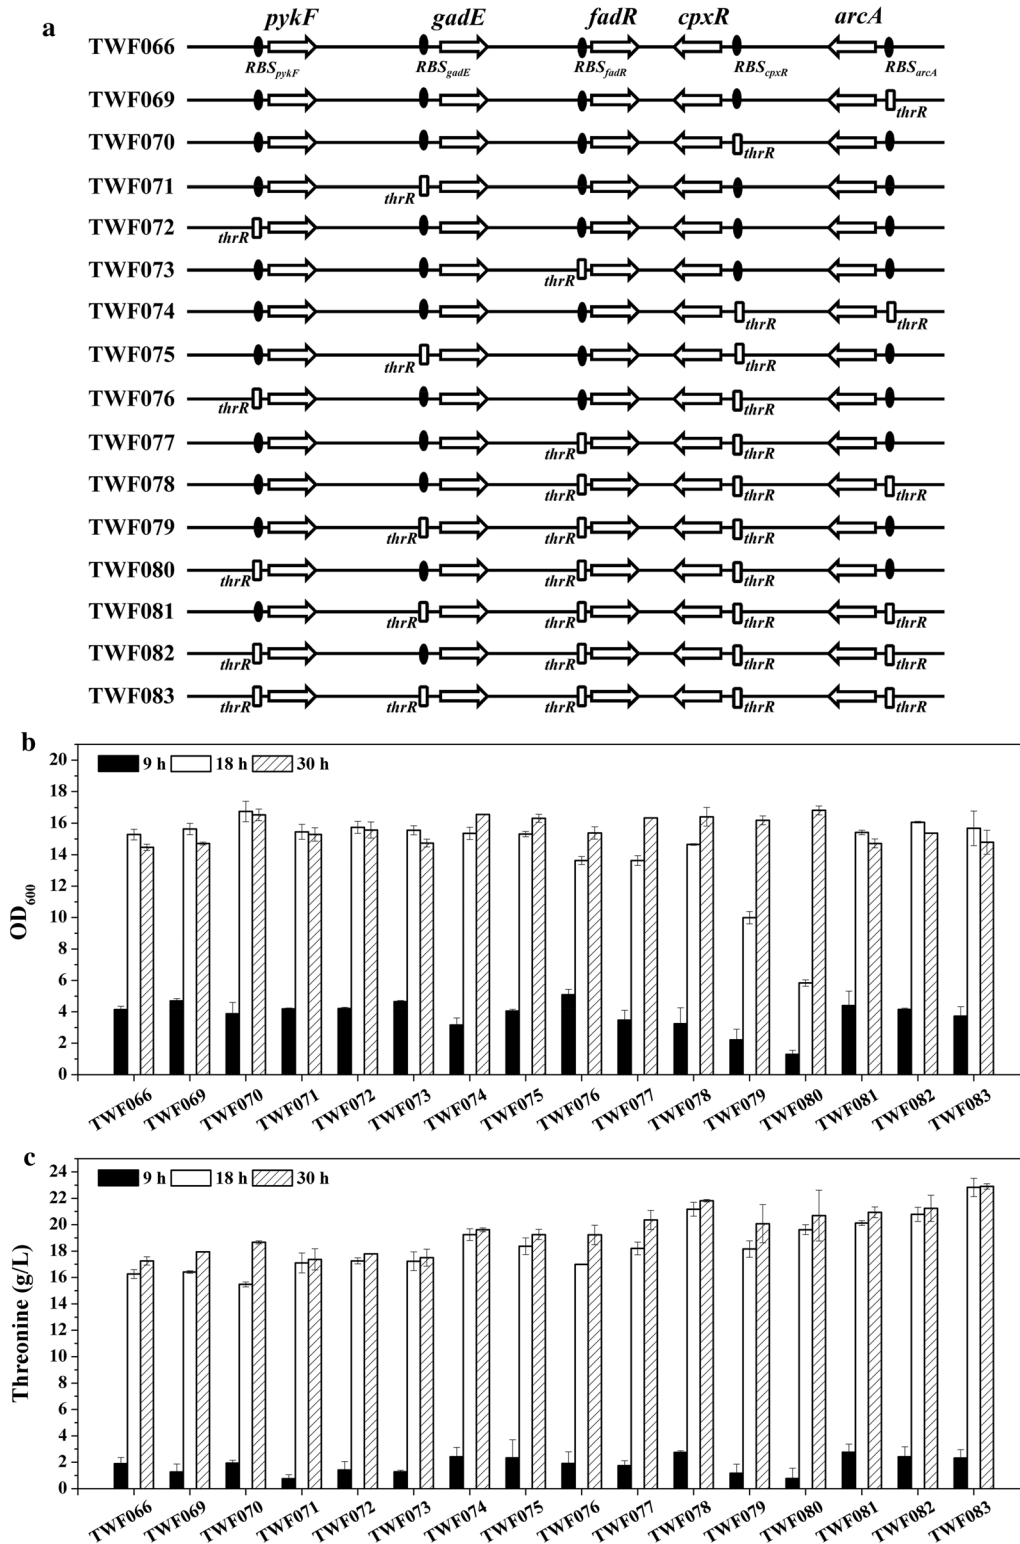 a
pykF gadE fadR cpxR arcA
TWF066
RBSpykF RBSgadE RBSfadR RBScpxR RBSarcA
TWF069
thrR
TWF070
thrR
TWF071
thrR
TWF072
thrR
TWF073
thrR
TWF074
thrR thrR
TWF075
thrR thrR
TWF076
thrR thrR
TWF077
thrR thrR
TWF078
thrR thrR thrR
TWF079
thrR thrR thrR
TWF080
thrR thrR thrR
TWF081
thrR thrR thrR thrR
TWF082
thrR thrR thrR thrR
TWF083
thrR thrR thrR thrR thrR
b
9 h 18 h 30 h
OD600
20
18
16
14
12
10
8
6
4
2
0
TWF066 TWF069 TWF070 TWF071 TWF072 TWF073 TWF074 TWF075 TWF076 TWF077 TWF078 TWF079 TWF080 TWF081 TWF082 TWF083
c
9 h 18 h 30 h
Threonine (g/L)
24
22
20
18
16
14
12
10
8
6
4
2
0
TWF066 TWF069 TWF070 TWF071 TWF072 TWF073 TWF074 TWF075 TWF076 TWF077 TWF078 TWF079 TWF080 TWF081 TWF082 TWF083